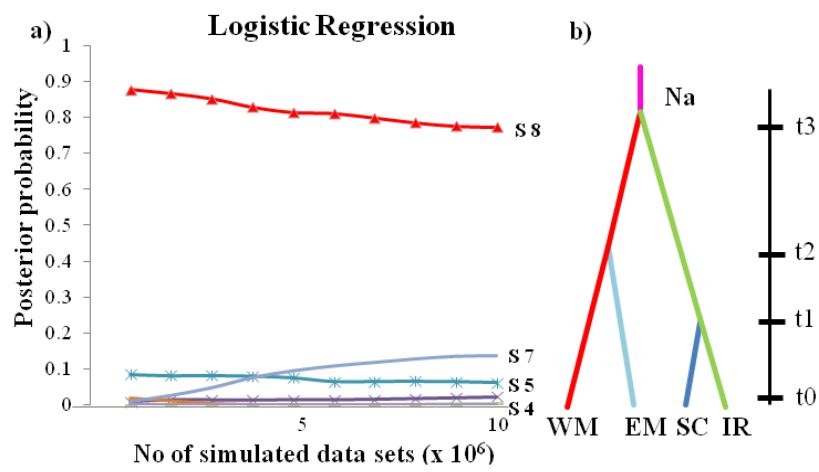 a)
Logistic Regression
Posterior probability
1
0.9
0.8
0.7
0.6
0.5
0.4
0.3
0.2
0.1
0
S 8
S 7
S 5
S 4
5
10
No of simulated data sets (x 10⁶)
b)
Na
t3
t2
t1
t0
WM EM SC IR